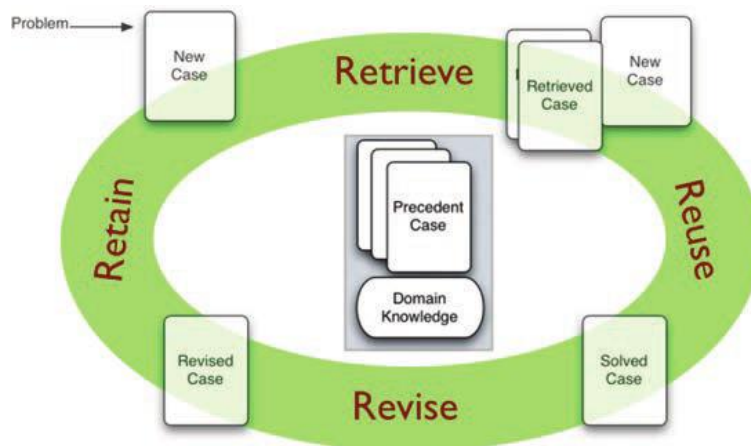 Problem
New
Case
Retrieve
Retrieved
Case
New
Case
Retain
Precedent
Case
Reuse
Domain
Knowledge
Revised
Case
Solved
Case
Revise